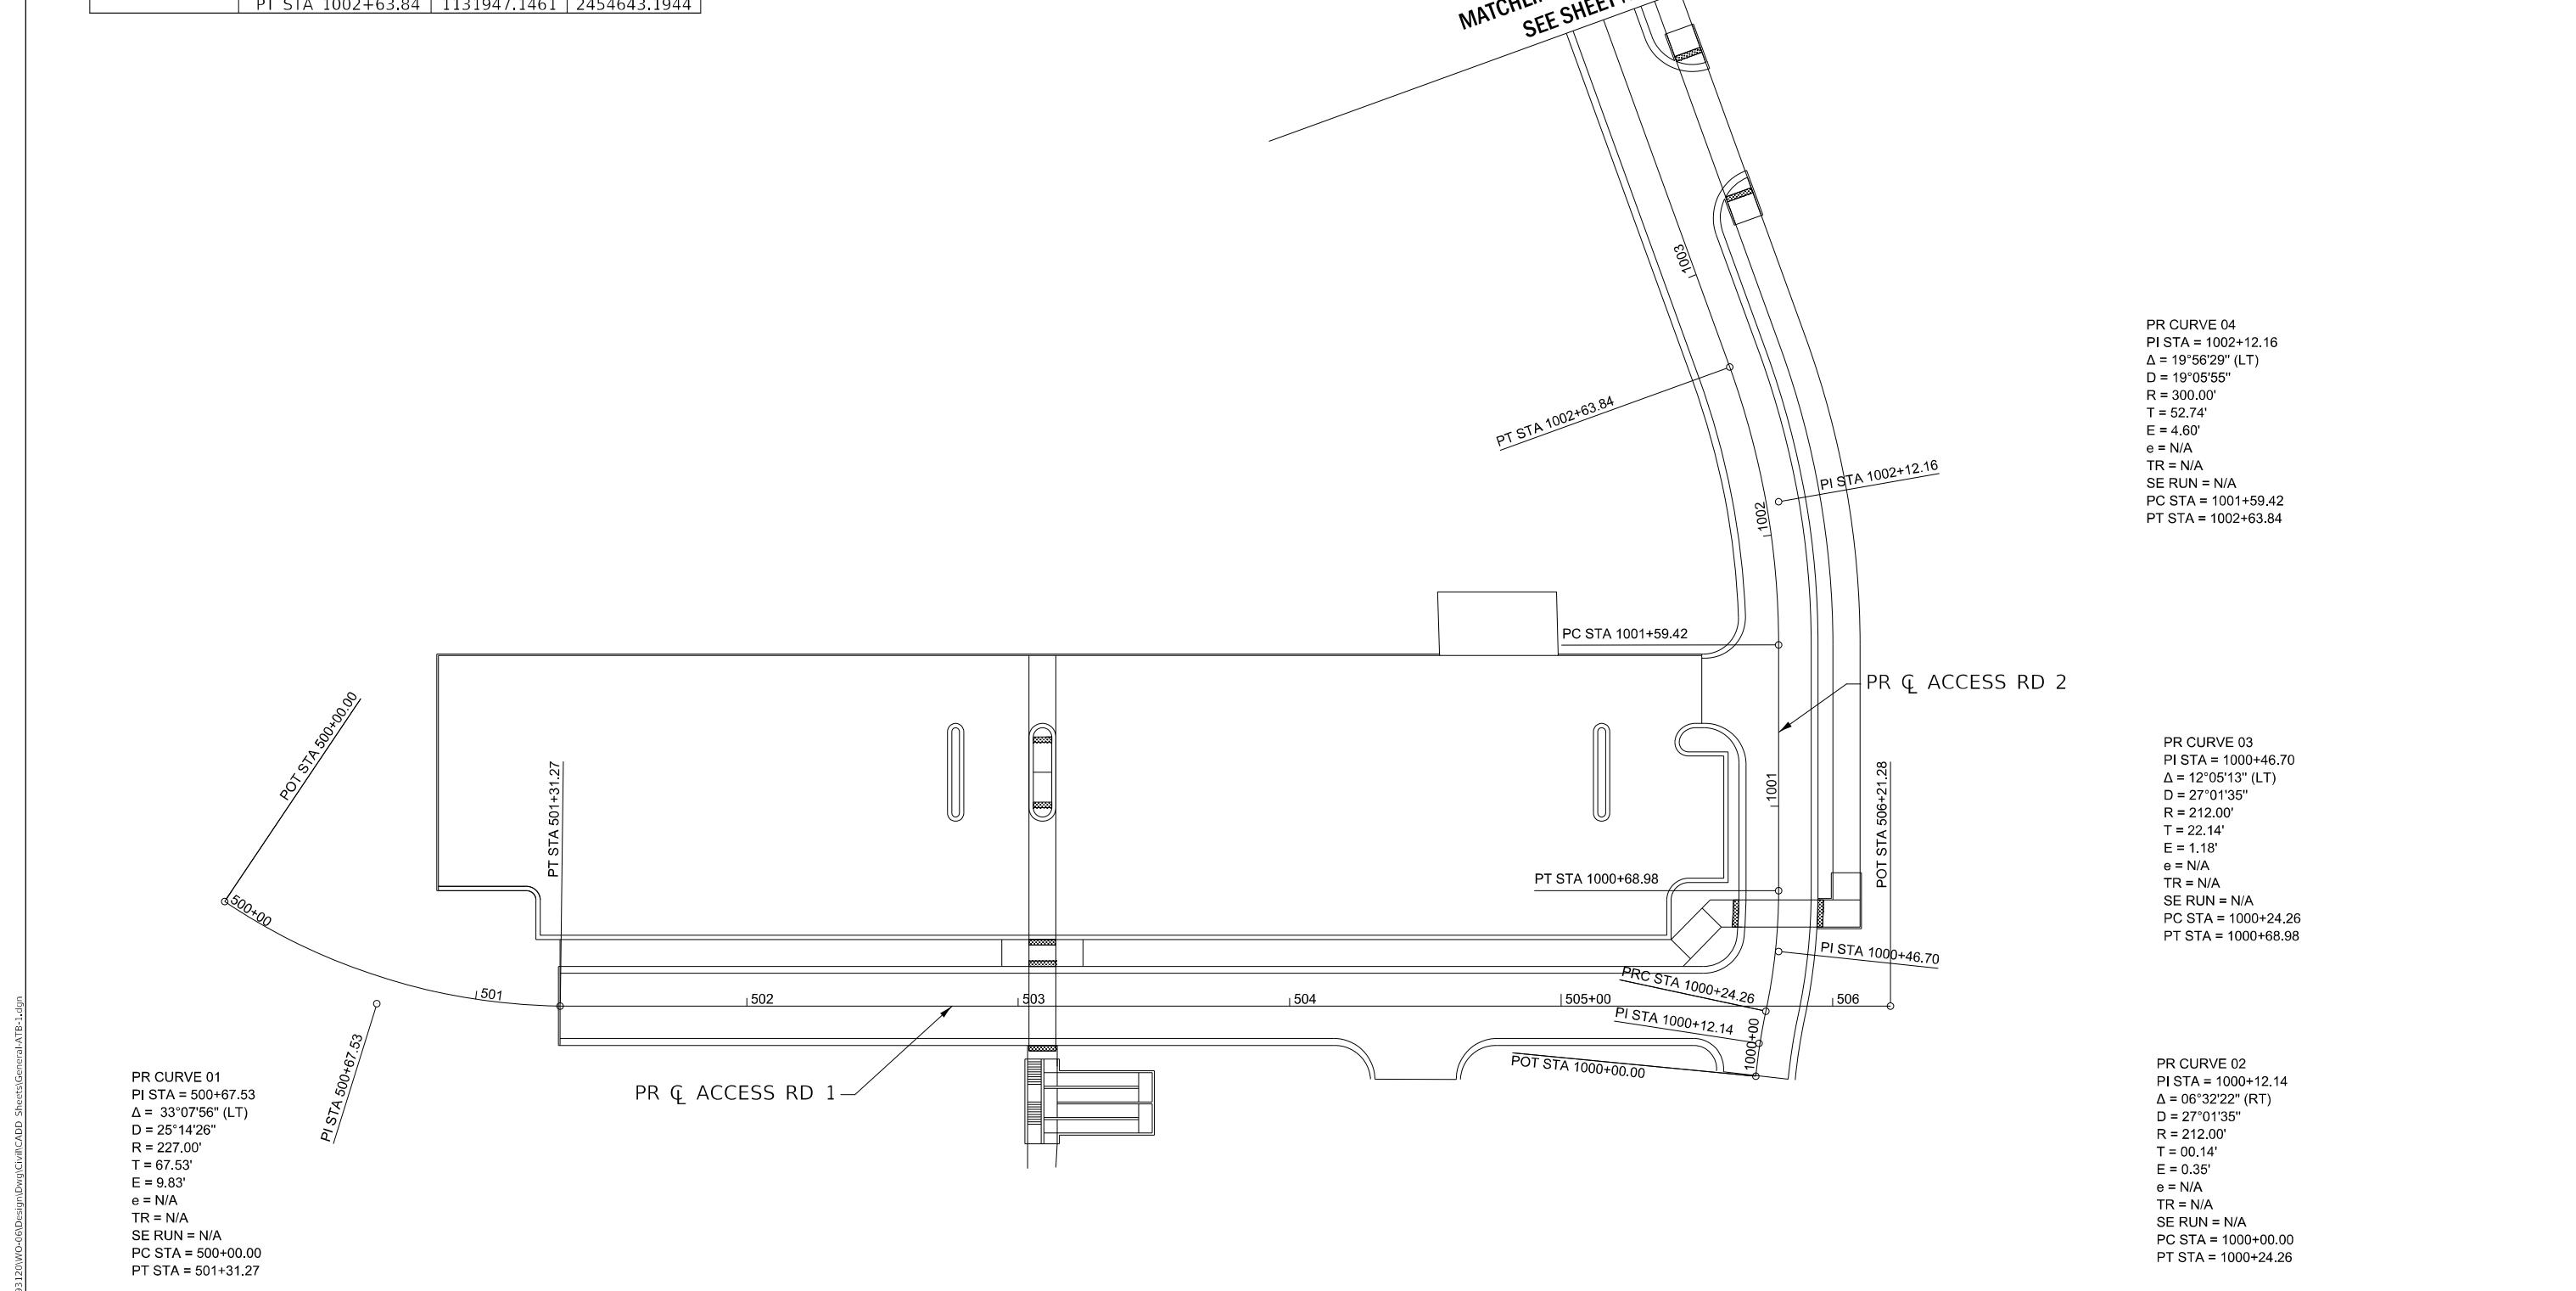 PT STA 1002+63.84 1131947.1461 2454643.1944
SEE SHEET
1003
PT STA 1002+63.84
PI STA 1002+12.16
1002
PC STA 1001+59.42
PR ℄ ACCESS RD 2
1001
POT STA 506+21.28
PT STA 1000+68.98
PI STA 1000+46.70
PRC STA 1000+24.26
PI STA 1000+12.14
1000+00
POT STA 1000+00.00
POT STA 500+00.00
500+00
PT STA 501+31.27
501
502
503
504
505+00
506
PI STA 500+67.53
PR ℄ ACCESS RD 1
PR CURVE 04
PI STA = 1002+12.16
Δ = 19°56'29" (LT)
D = 19°05'55"
R = 300.00'
T = 52.74'
E = 4.60'
e = N/A
TR = N/A
SE RUN = N/A
PC STA = 1001+59.42
PT STA = 1002+63.84
PR CURVE 03
PI STA = 1000+46.70
Δ = 12°05'13" (LT)
D = 27°01'35"
R = 212.00'
T = 22.14'
E = 1.18'
e = N/A
TR = N/A
SE RUN = N/A
PC STA = 1000+24.26
PT STA = 1000+68.98
PR CURVE 01
PI STA = 500+67.53
Δ = 33°07'56" (LT)
D = 25°14'26"
R = 227.00'
T = 67.53'
E = 9.83'
e = N/A
TR = N/A
SE RUN = N/A
PC STA = 500+00.00
PT STA = 501+31.27
PR CURVE 02
PI STA = 1000+12.14
Δ = 06°32'22" (RT)
D = 27°01'35"
R = 212.00'
T = 00.14'
E = 0.35'
e = N/A
TR = N/A
SE RUN = N/A
PC STA = 1000+00.00
PT STA = 1000+24.26
93120\WO-06\Design\Dwg\Civil\CADD Sheets\General-ATB-1.dgn